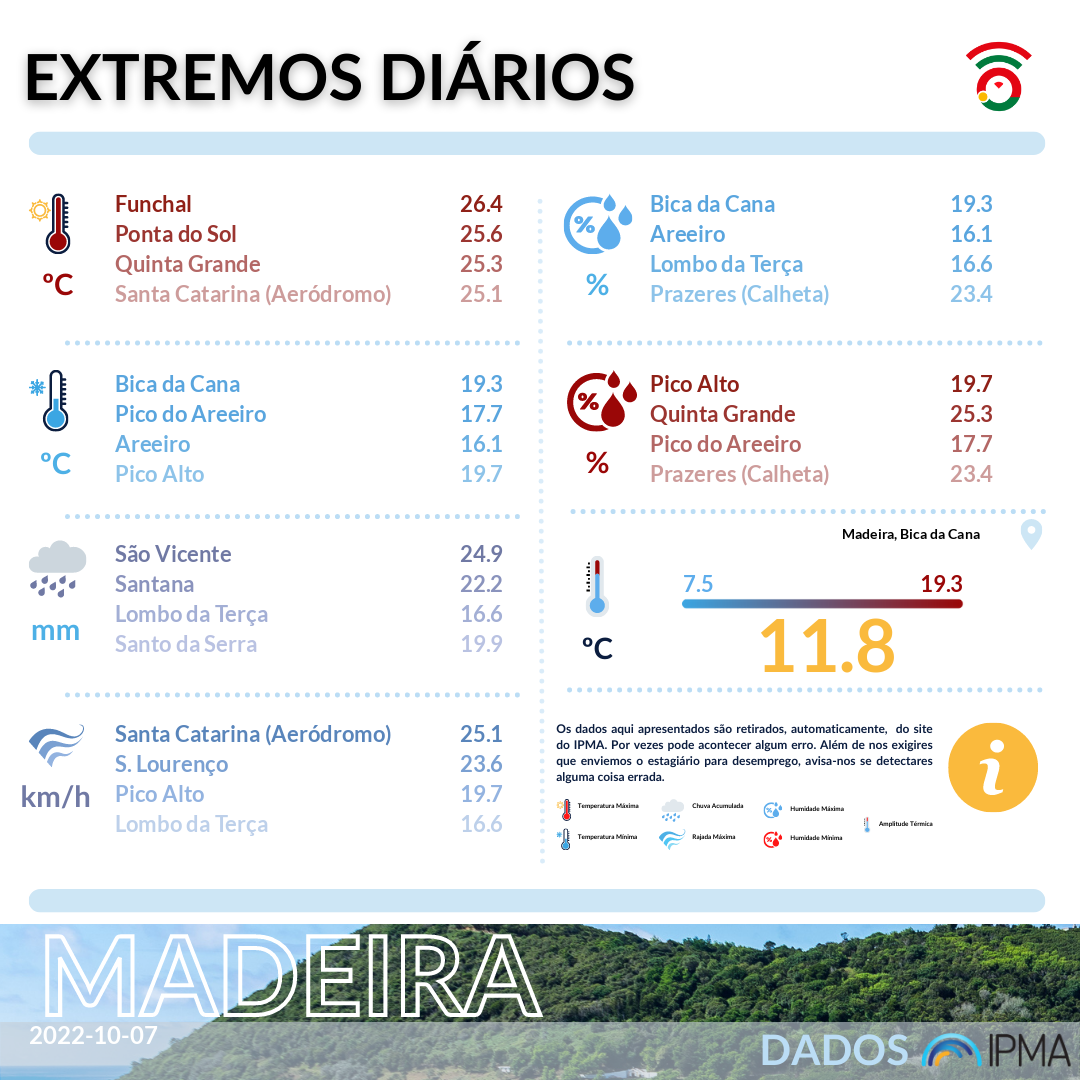 EXTREMOS DIÁRIOS
Funchal 26.4
Ponta do Sol 25.6
Quinta Grande 25.3
Santa Catarina (Aeródromo) 25.1
ºC
Bica da Cana 19.3
Areeiro 16.1
Lombo da Terça 16.6
Prazeres (Calheta) 23.4
%
%
Bica da Cana 19.3
Pico do Areeiro 17.7
Areeiro 16.1
Pico Alto 19.7
ºC
%
Pico Alto 19.7
Quinta Grande 25.3
Pico do Areeiro 17.7
Prazeres (Calheta) 23.4
%
São Vicente 24.9
Santana 22.2
Lombo da Terça 16.6
Santo da Serra 19.9
mm
Madeira, Bica da Cana
7.5 19.3
11.8
ºC
Santa Catarina (Aeródromo) 25.1
S. Lourenço 23.6
Pico Alto 19.7
Lombo da Terça 16.6
km/h
Os dados aqui apresentados são retirados, automaticamente, do site
do IPMA. Por vezes pode acontecer algum erro. Além de nos exigires
que enviemos o estagiário para desemprego, avisa-nos se detectares
alguma coisa errada.
i
Temperatura Máxima
Chuva Acumulada
Humidade Máxima
Amplitude Térmica
Temperatura Mínima
Rajada Máxima
Humidade Mínima
MADEIRA
2022-10-07
DADOS IPMA